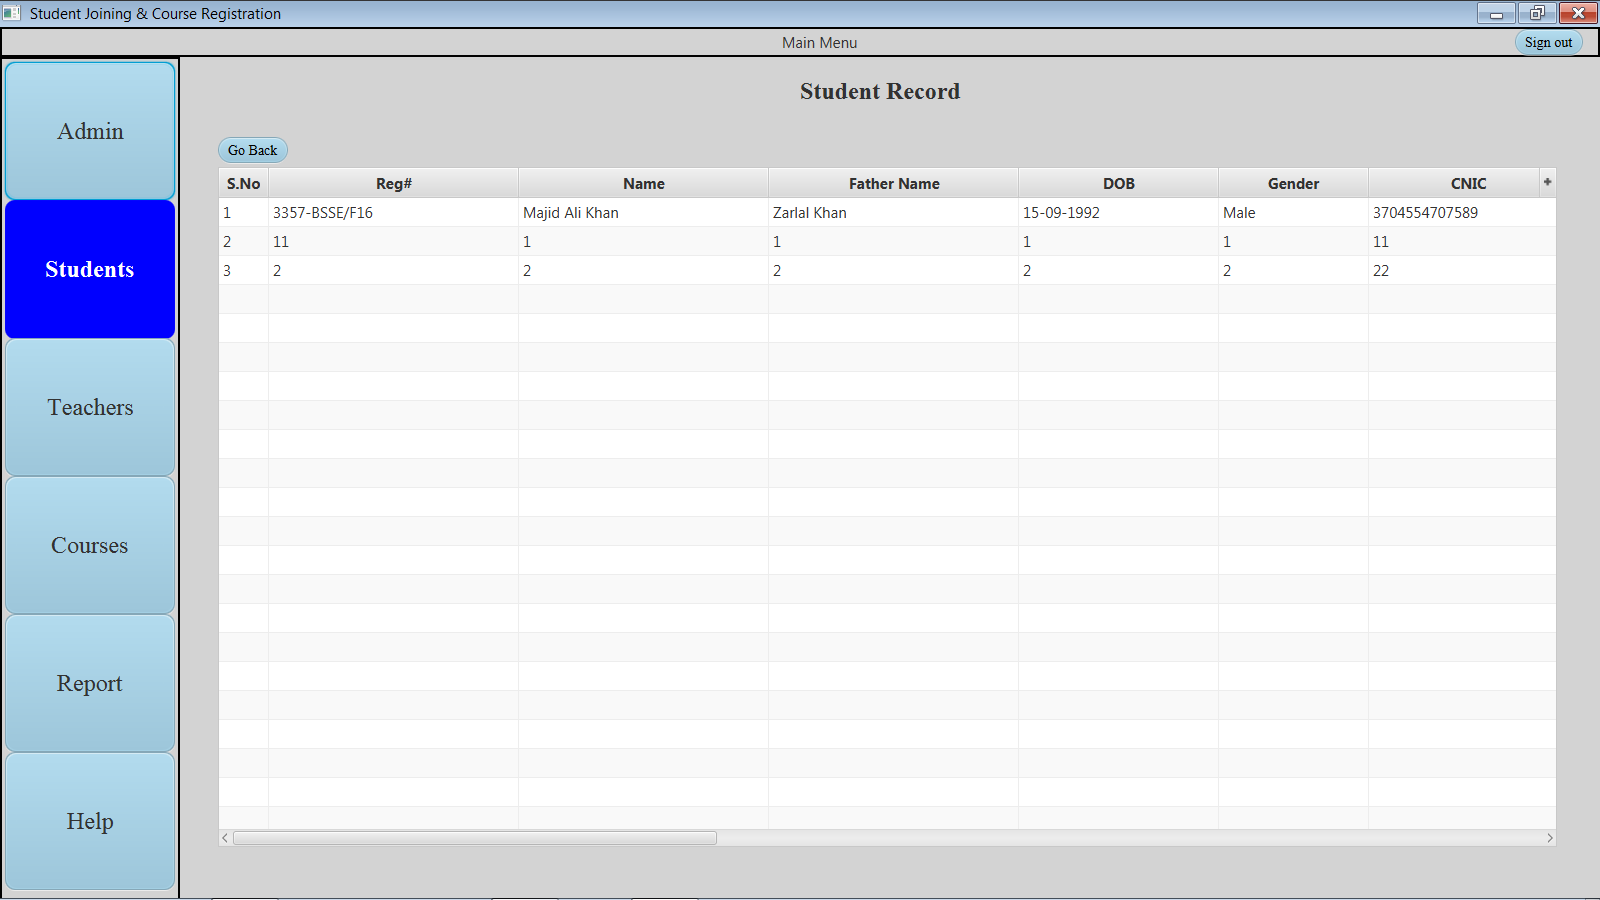 Student Joining & Course Registration
Main Menu
Sign out
Admin
Students
Teachers
Courses
Report
Help
Student Record
Go Back
S.No Reg# Name Father Name DOB Gender CNIC +
1 3357-BSSE/F16 Majid Ali Khan Zarlal Khan 15-09-1992 Male 3704554707589
2 11 1 1 1 1 11
3 2 2 2 2 2 22